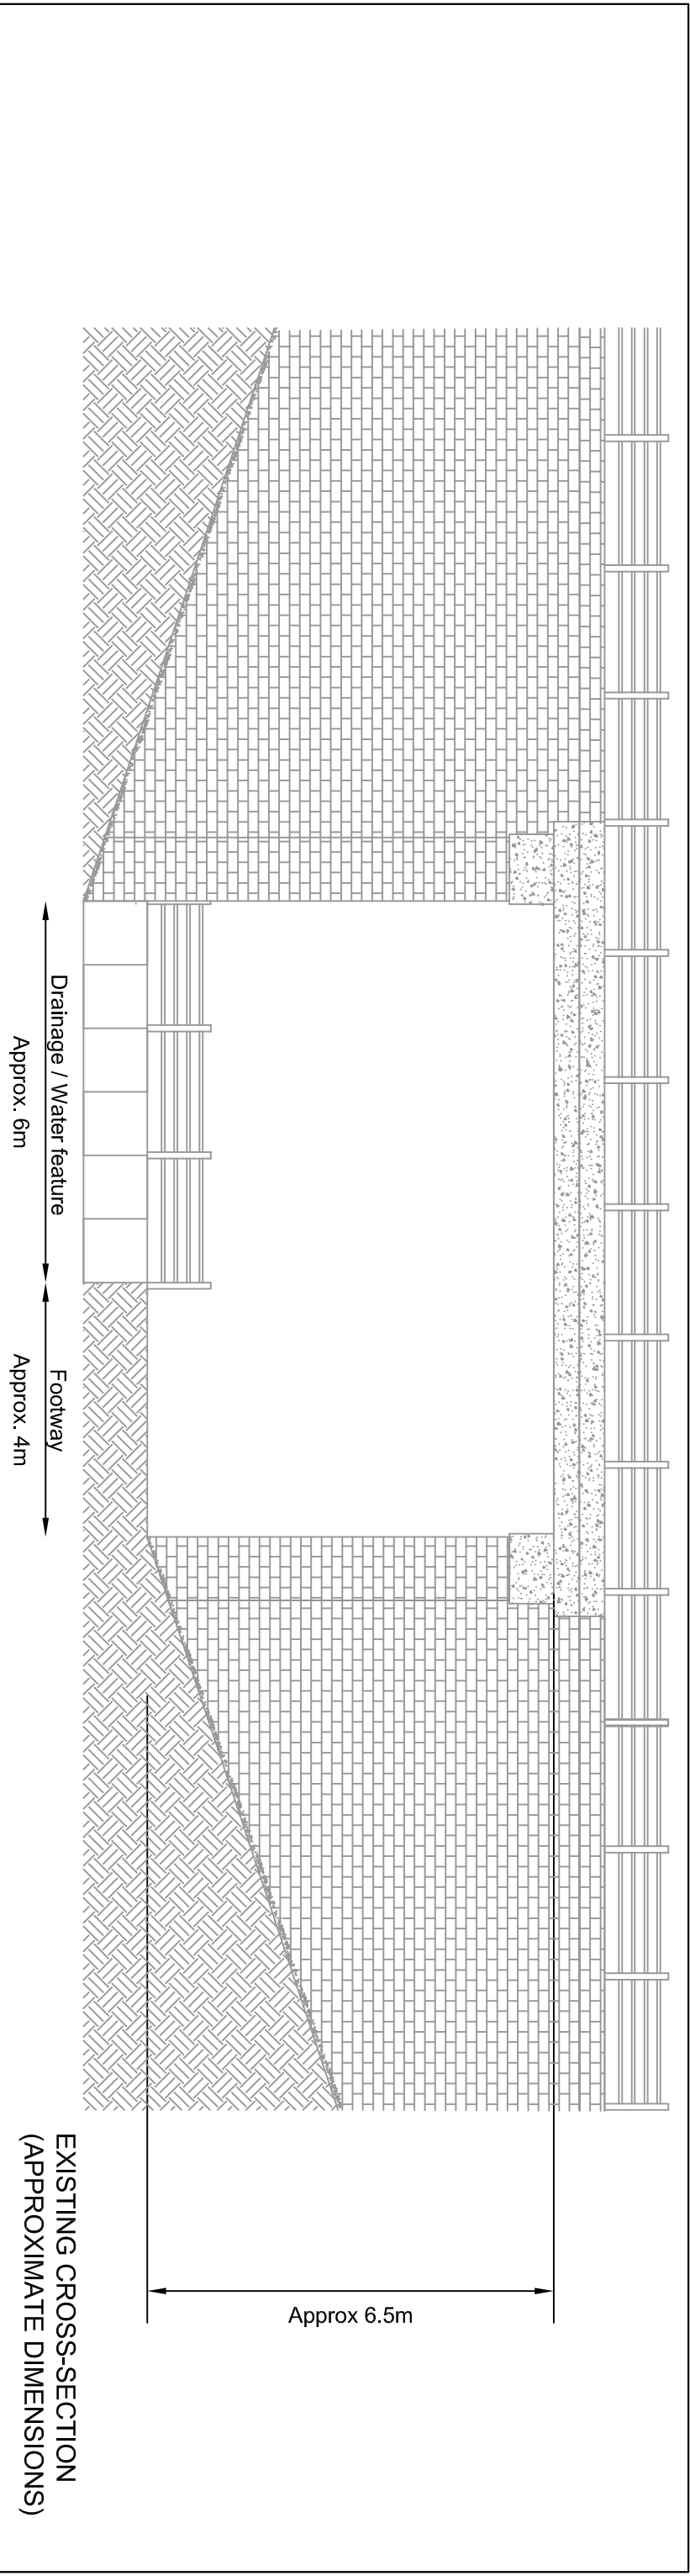 Drainage / Water feature
Approx. 6m
Footway
Approx. 4m
Approx 6.5m
EXISTING CROSS-SECTION
(APPROXIMATE DIMENSIONS)